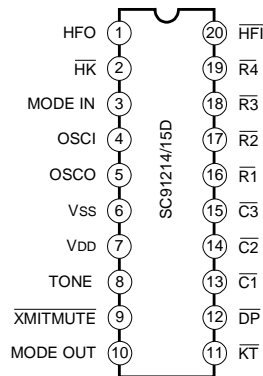 HFO 1 20 HFI
HK 2 19 R4
MODE IN 3 18 R3
OSCI 4 17 R2
OSCO 5 16 R1
VSS 6 15 C3
VDD 7 14 C2
TONE 8 13 C1
XMITMUTE 9 12 DP
MODE OUT 10 11 KT
SC91214/15D